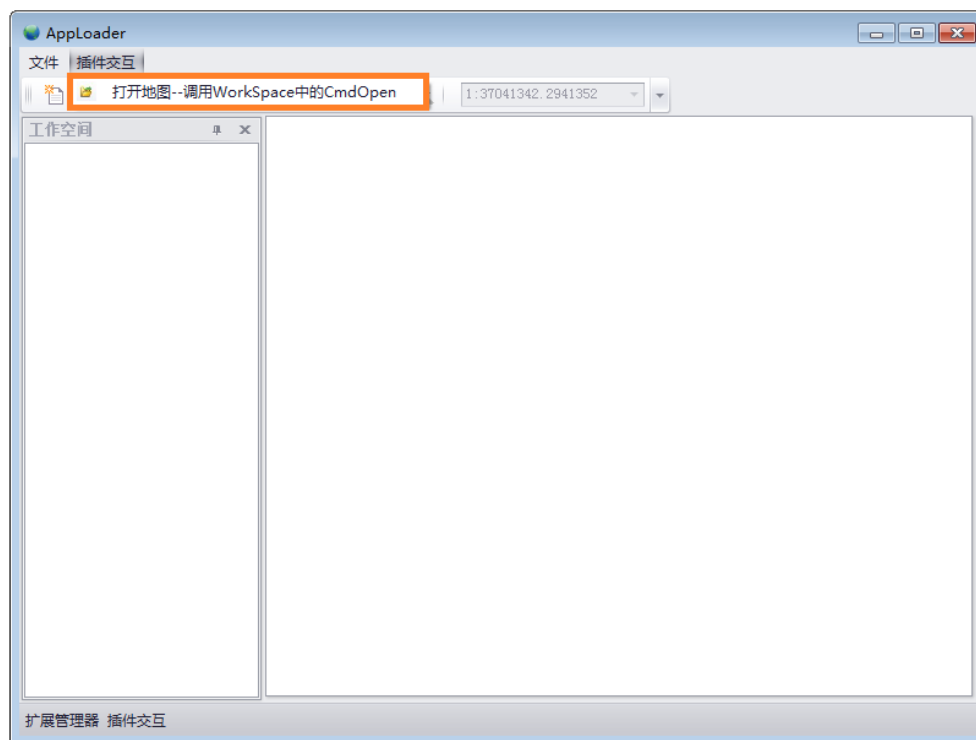 AppLoader
文件 插件交互
打开地图--调用WorkSpace中的CmdOpen
1:37041342.2941352
工作空间
扩展管理器 插件交互